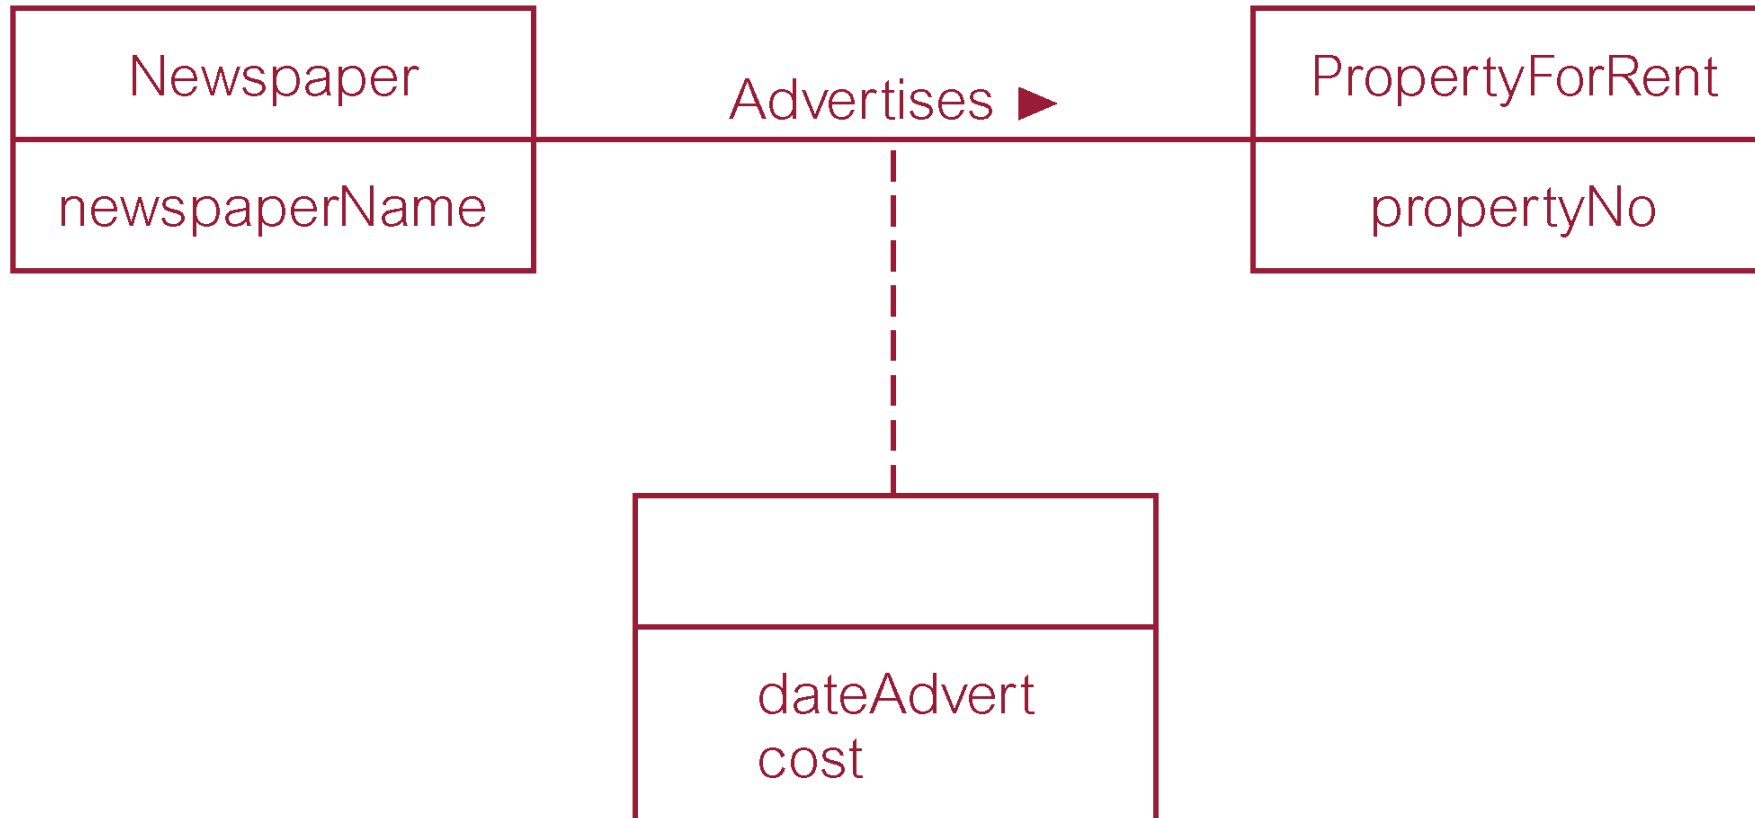 Newspaper
Advertises ►
PropertyForRent
newspaperName
propertyNo
dateAdvert
cost